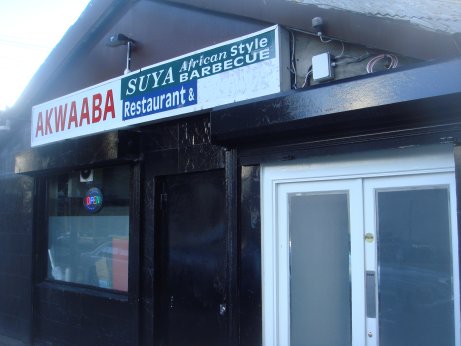 AKWAABA
SUYA African Style
BARBECUE
Restaurant &
OPEN